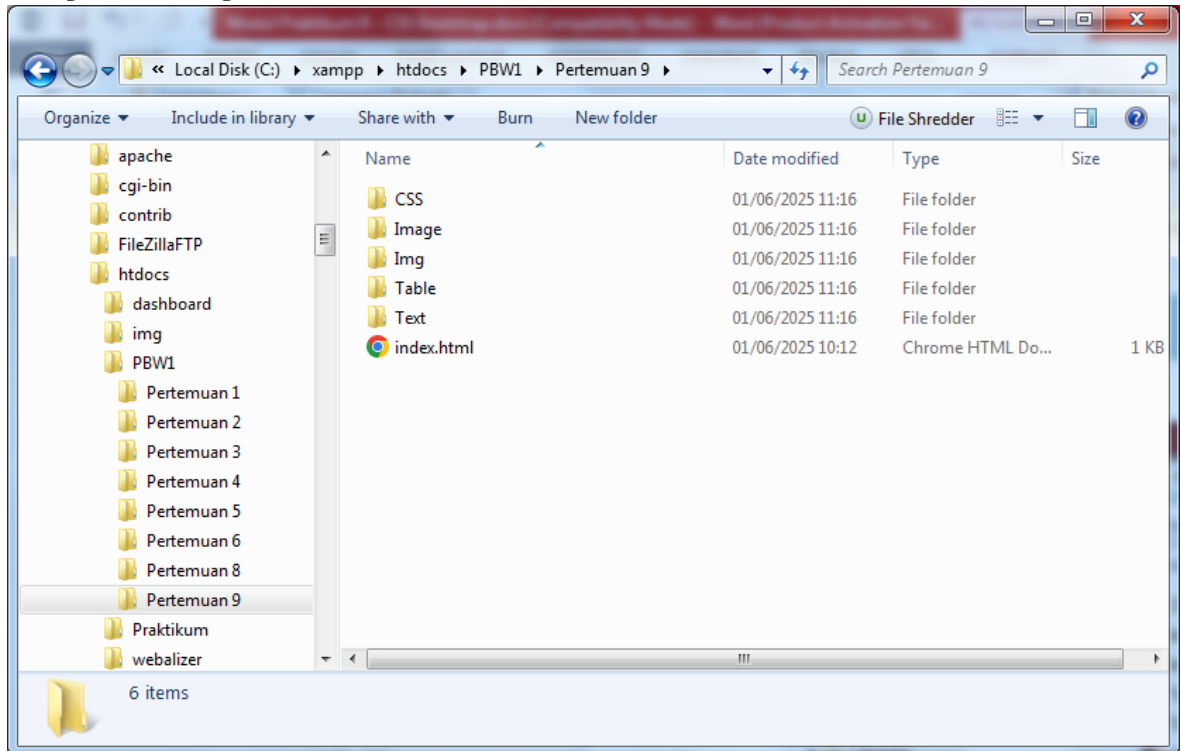 « Local Disk (C:) ▸ xampp ▸ htdocs ▸ PBW1 ▸ Pertemuan 9 ▸
Search Pertemuan 9
Organize Include in library Share with Burn New folder File Shredder
apache
cgi-bin
contrib
FileZillaFTP
htdocs
dashboard
img
PBW1
Pertemuan 1
Pertemuan 2
Pertemuan 3
Pertemuan 4
Pertemuan 5
Pertemuan 6
Pertemuan 8
Pertemuan 9
Praktikum
webalizer
Name Date modified Type Size
CSS 01/06/2025 11:16 File folder
Image 01/06/2025 11:16 File folder
Img 01/06/2025 11:16 File folder
Table 01/06/2025 11:16 File folder
Text 01/06/2025 11:16 File folder
index.html 01/06/2025 10:12 Chrome HTML Do... 1 KB
6 items